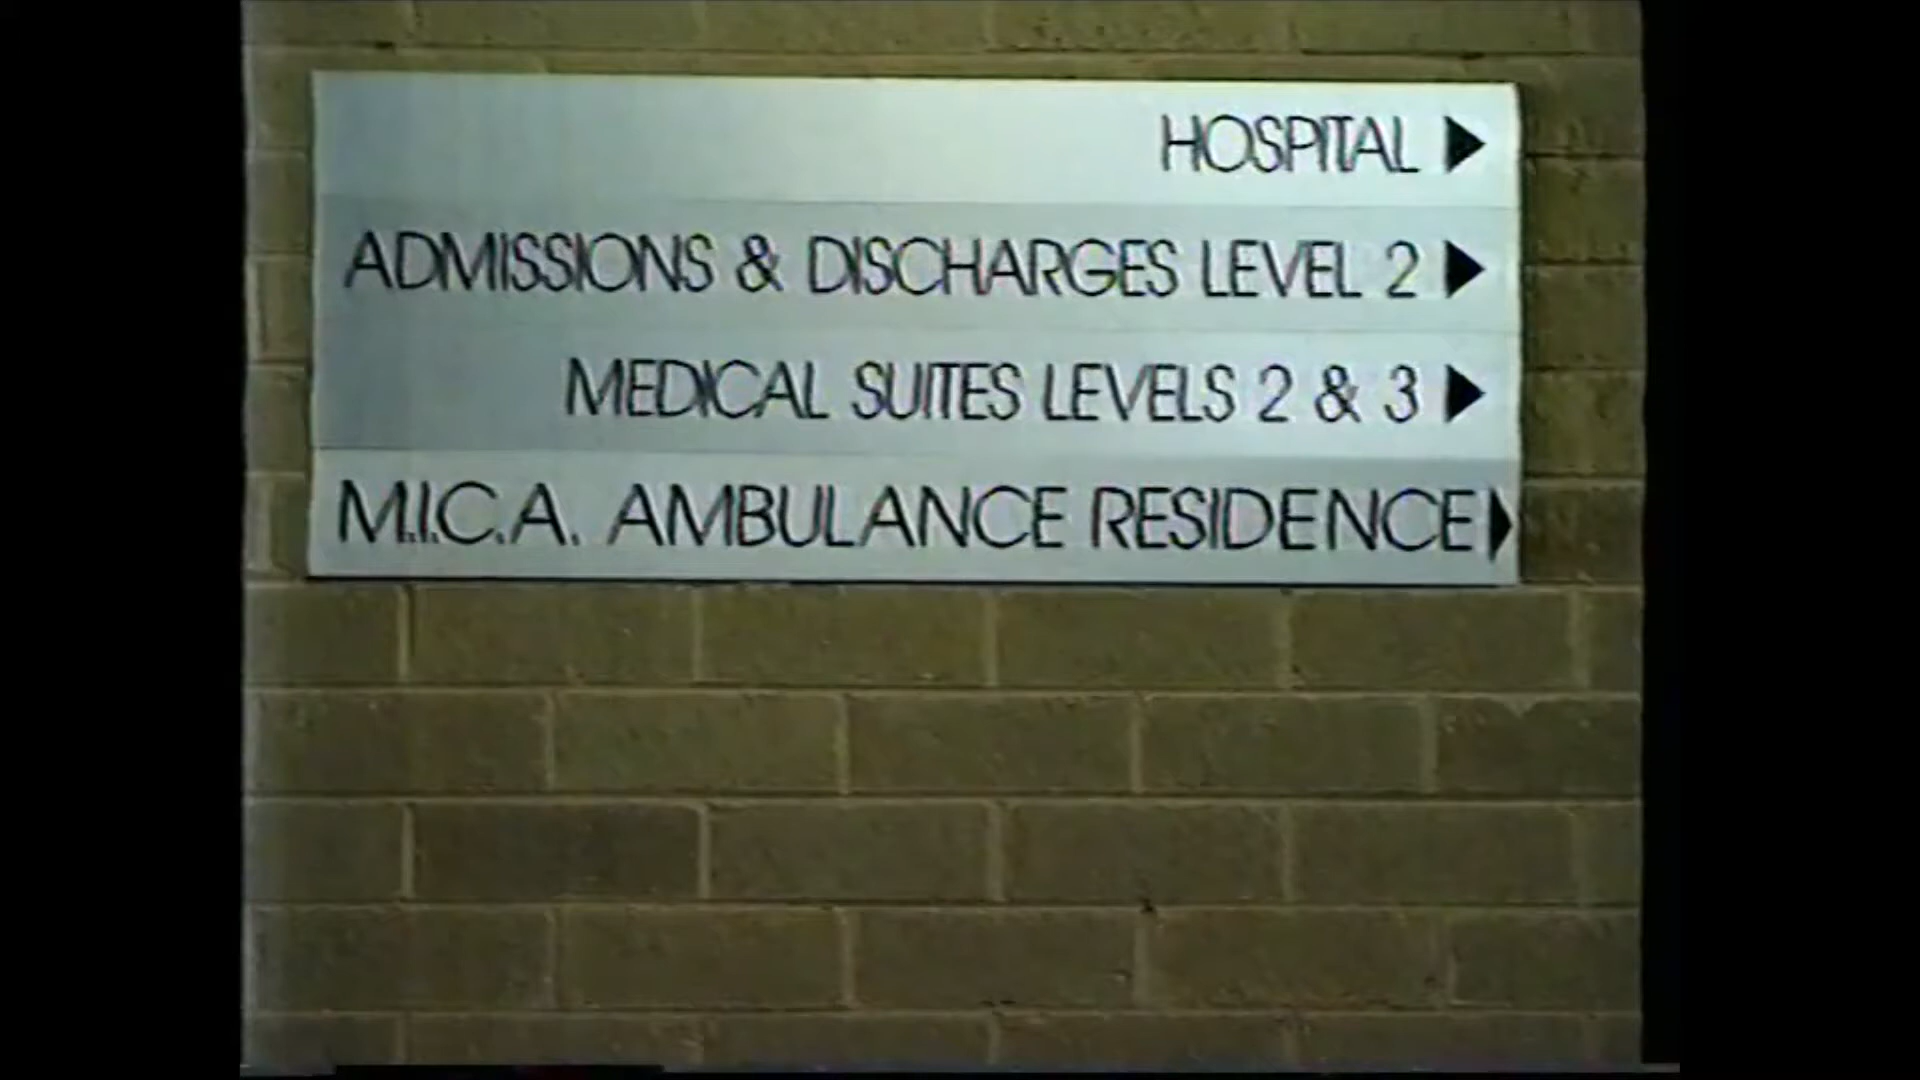 HOSPITAL ▶
ADMISSIONS & DISCHARGES LEVEL 2 ▶
MEDICAL SUITES LEVELS 2 & 3 ▶
M.I.C.A. AMBULANCE RESIDENCE ▶